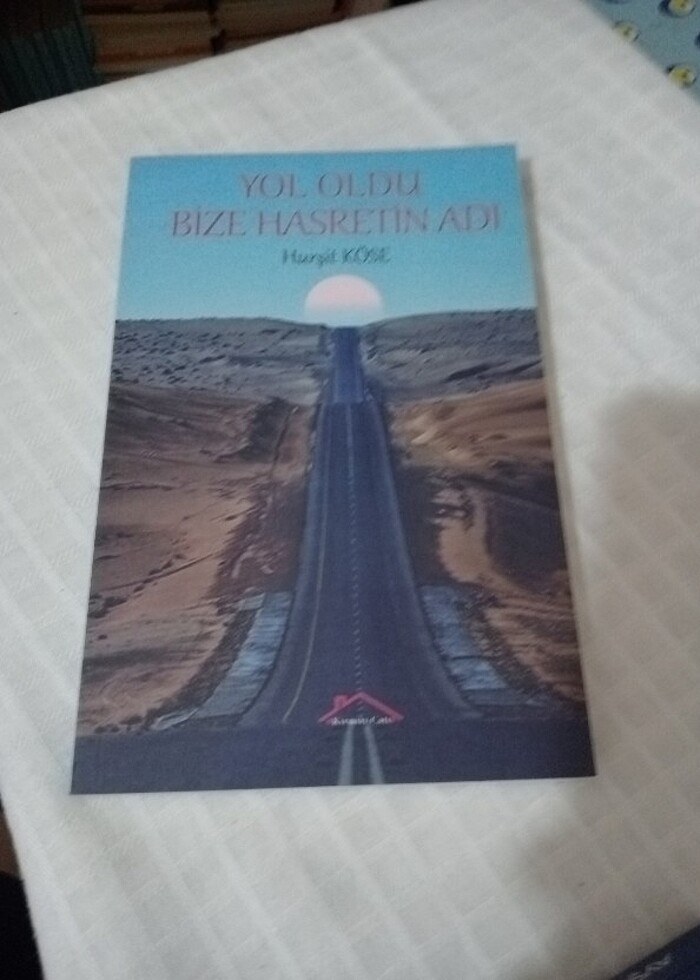 YOL OLDU
BİZE HASRETİN ADI
Hurşit KÖSE